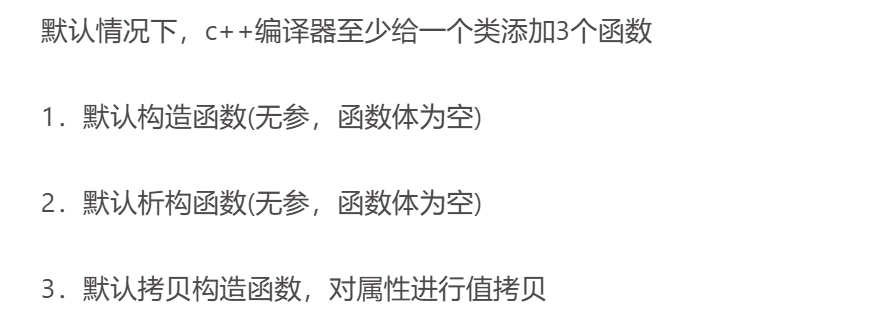 默认情况下，c++编译器至少给一个类添加3个函数
1．默认构造函数(无参，函数体为空)
2．默认析构函数(无参，函数体为空)
3．默认拷贝构造函数，对属性进行值拷贝